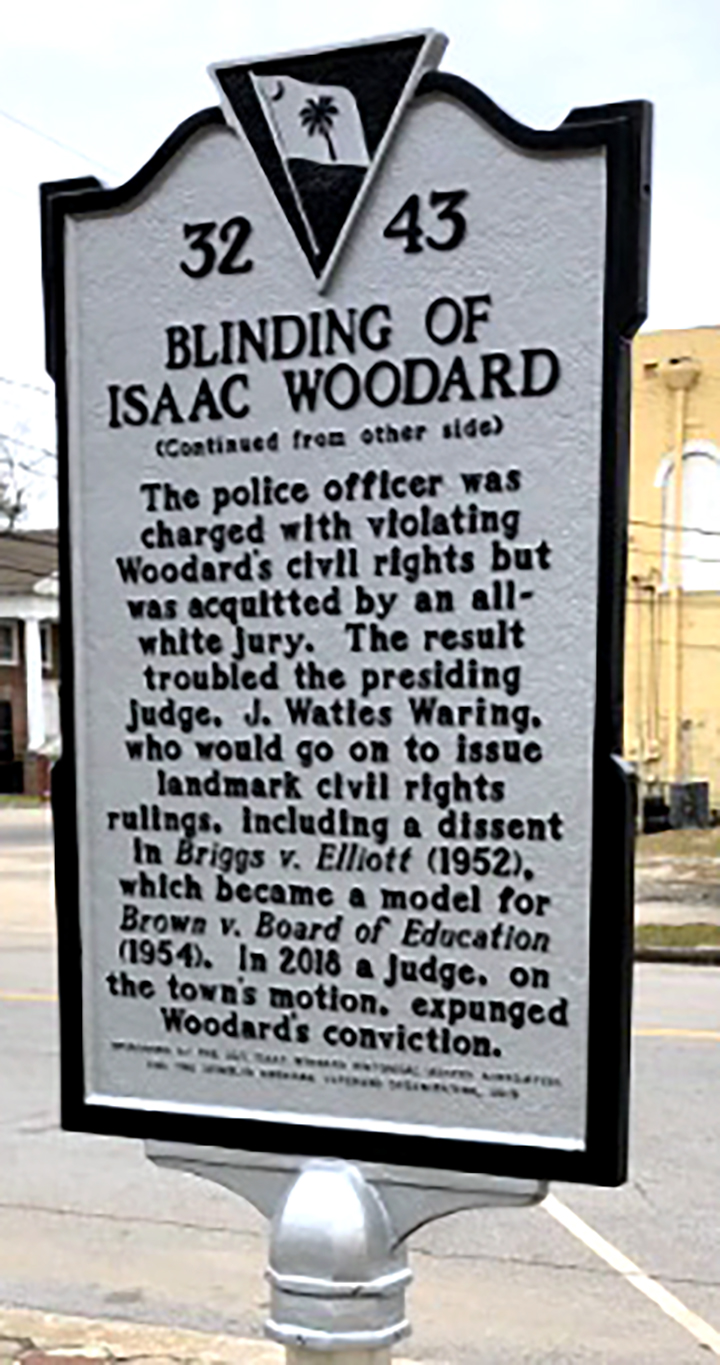 32 43
BLINDING OF
ISAAC WOODARD
(Continued from other side)
The police officer was
charged with violating
Woodard's civil rights but
was acquitted by an all-
white jury. The result
troubled the presiding
judge, J. Waties Waring,
who would go on to issue
landmark civil rights
rulings, including a dissent
in Briggs v. Elliott (1952),
which became a model for
Brown v. Board of Education
(1954). In 2018 a judge, on
the town's motion, expunged
Woodard's conviction.